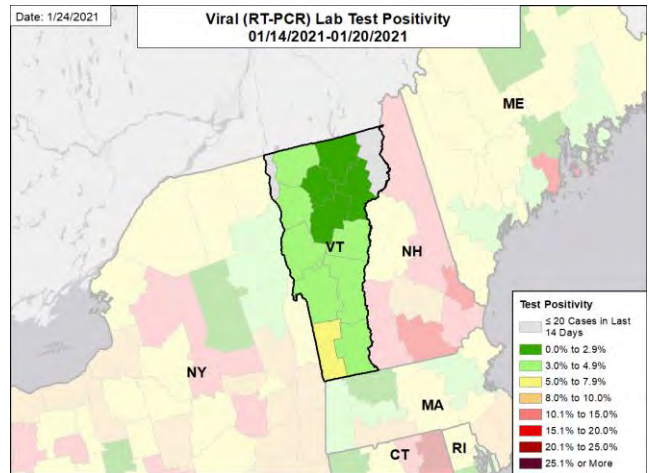 Date: 1/24/2021
Viral (RT-PCR) Lab Test Positivity
01/14/2021-01/20/2021
ME
VT
NH
NY
MA
CT
RI
Test Positivity
≤ 20 Cases in Last
14 Days
0.0% to 2.9%
3.0% to 4.9%
5.0% to 7.9%
8.0% to 10.0%
10.1% to 15.0%
15.1% to 20.0%
20.1% to 25.0%
25.1% or More